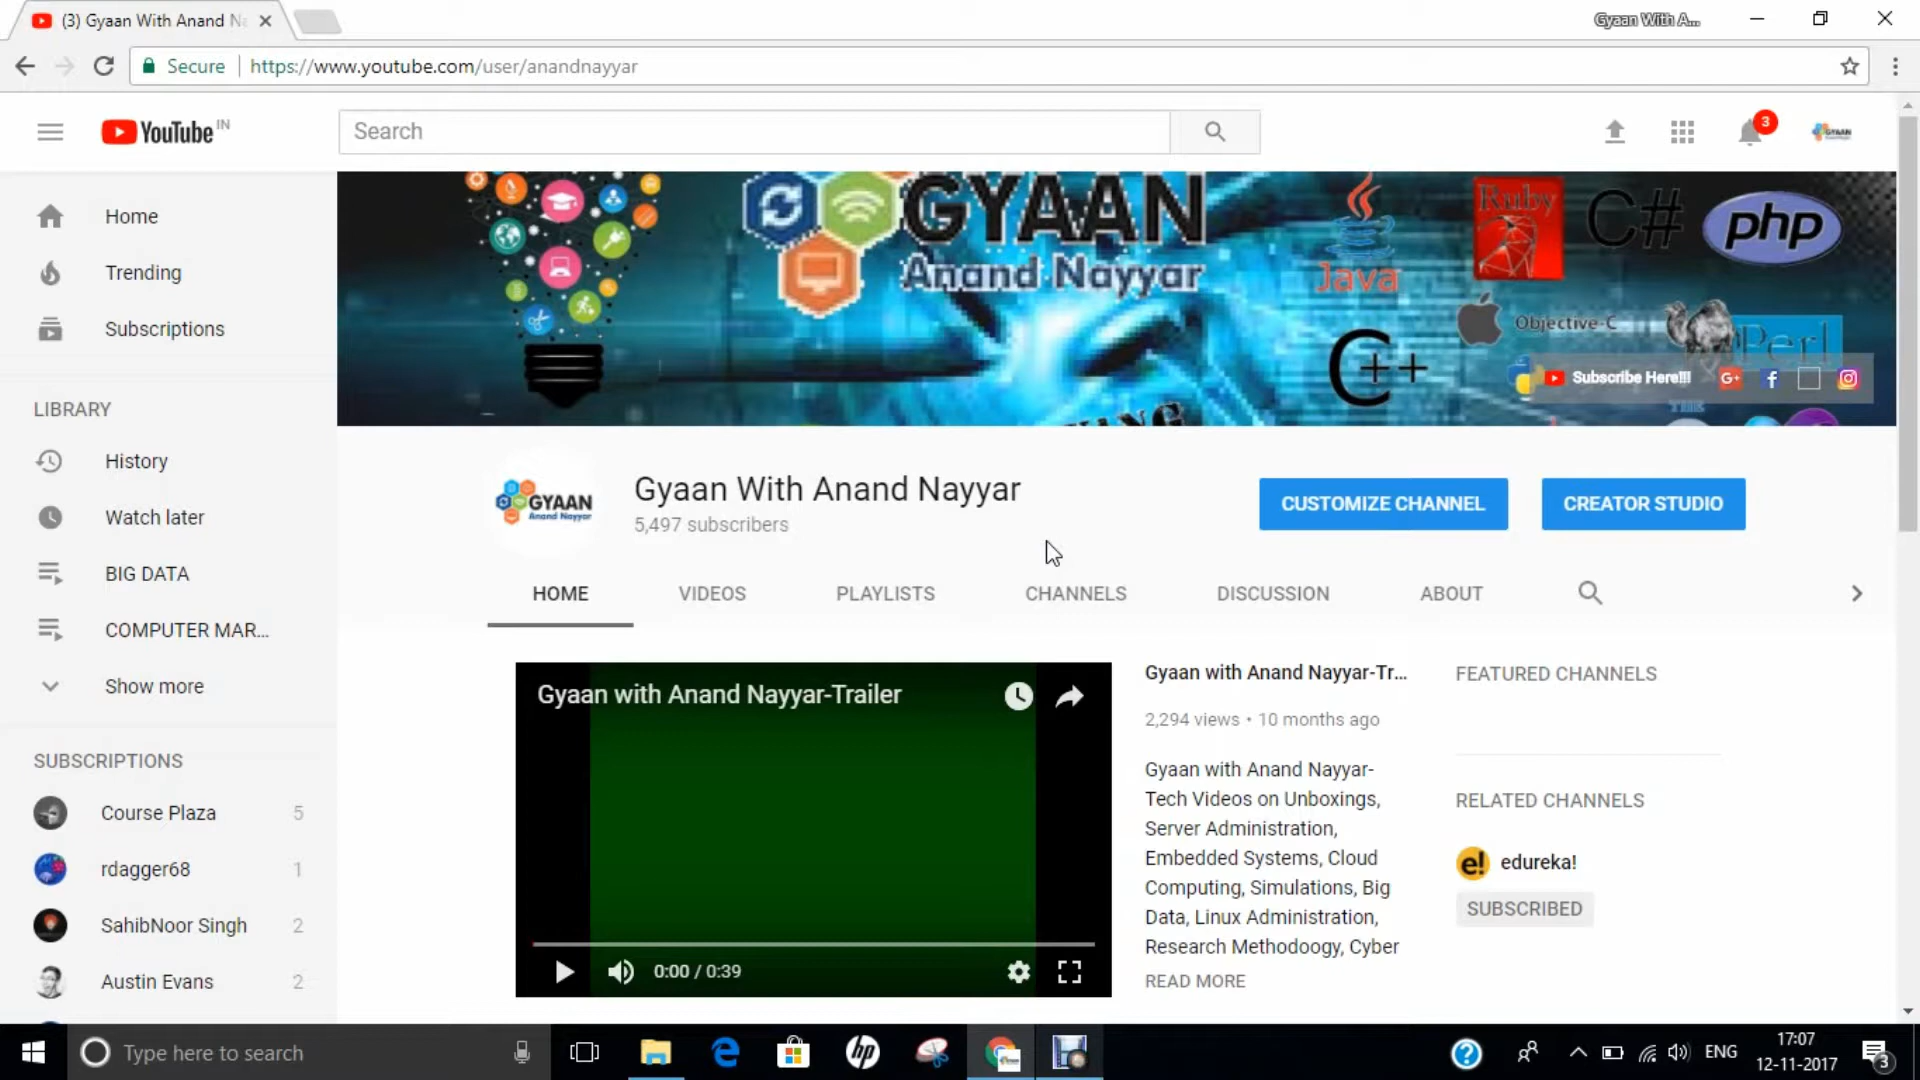 (3) Gyaan With Anand Na
Gyaan With A...
Secure
https://www.youtube.com/user/anandnayyar
YouTube IN
Search
3
Home
Trending
Subscriptions
LIBRARY
History
Watch later
BIG DATA
COMPUTER MAR...
Show more
SUBSCRIPTIONS
Course Plaza 5
rdagger68 1
SahibNoor Singh 2
Austin Evans 2
GYAAN
Anand Nayyar
Java
Ruby
C#
php
Objective-C
Perl
C++
Subscribe Here!!!
G+
GYAAN
Anand Nayyar
Gyaan With Anand Nayyar
5,497 subscribers
CUSTOMIZE CHANNEL
CREATOR STUDIO
HOME
VIDEOS
PLAYLISTS
CHANNELS
DISCUSSION
ABOUT
Gyaan with Anand Nayyar-Trailer
0:00 / 0:39
Gyaan with Anand Nayyar-Tr...
2,294 views • 10 months ago
Gyaan with Anand Nayyar-
Tech Videos on Unboxings,
Server Administration,
Embedded Systems, Cloud
Computing, Simulations, Big
Data, Linux Administration,
Research Methodoogy, Cyber
READ MORE
FEATURED CHANNELS
RELATED CHANNELS
e!
edureka!
SUBSCRIBED
Type here to search
hp
ENG
17:07
12-11-2017
3